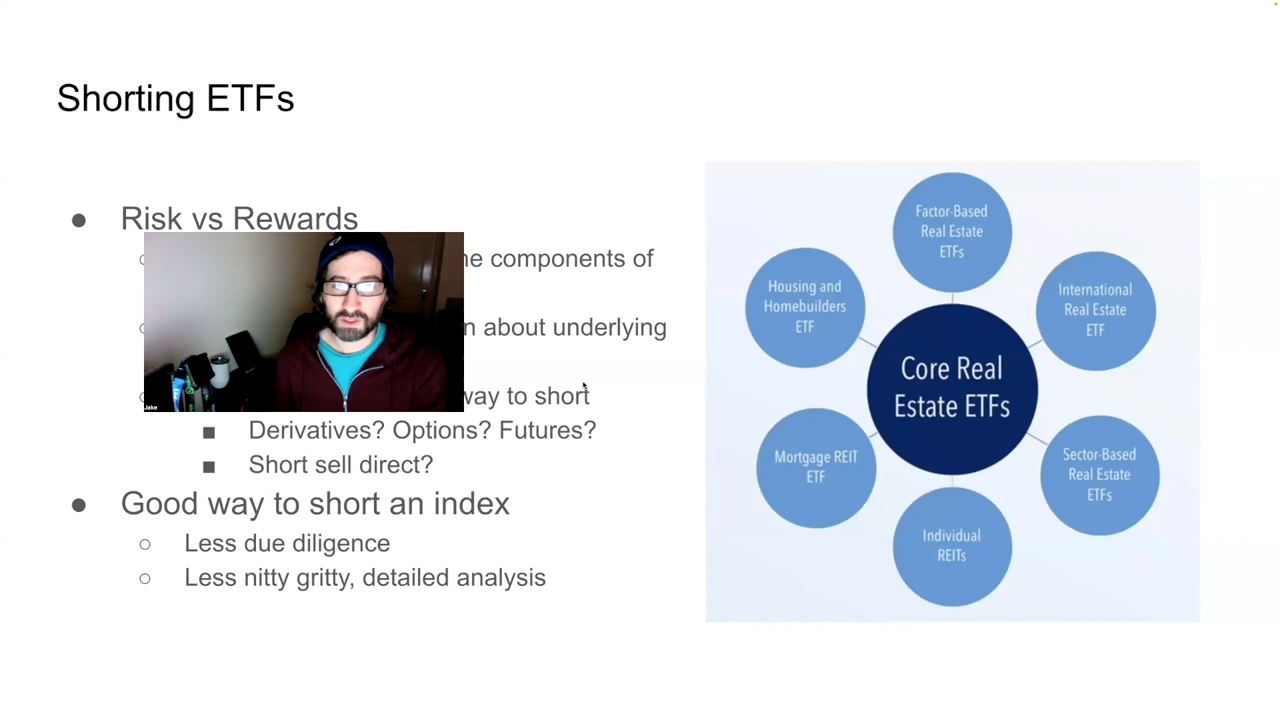 Shorting ETFs
● Risk vs Rewards
○ components of
○ about underlying
○ way to short
■ Derivatives? Options? Futures?
■ Short sell direct?
● Good way to short an index
○ Less due diligence
○ Less nitty gritty, detailed analysis
Jake
Factor-Based
Real Estate
ETFs
Housing and
Homebuilders
ETF
International
Real Estate
ETF
Core Real
Estate ETFs
Mortgage REIT
ETF
Sector-Based
Real Estate
ETFs
Individual
REITs